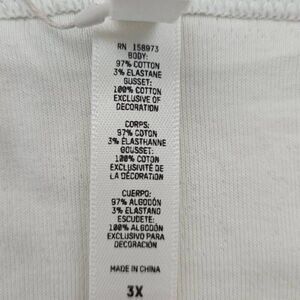 RN 158973
BODY:
97% COTTON
3% ELASTANE
GUSSET:
100% COTTON
EXCLUSIVE OF
DECORATION
CORPS:
97% COTON
3% ÉLASTHANNE
GOUSSET:
100% COTON
EXCLUSIVITÉ DE
LA DÉCORATION
CUERPO:
97% ALGODÓN
3% ELASTANO
ESCUDETE:
100% ALGODÓN
EXCLUSIVO PARA
DECORACIÓN
MADE IN CHINA
3X